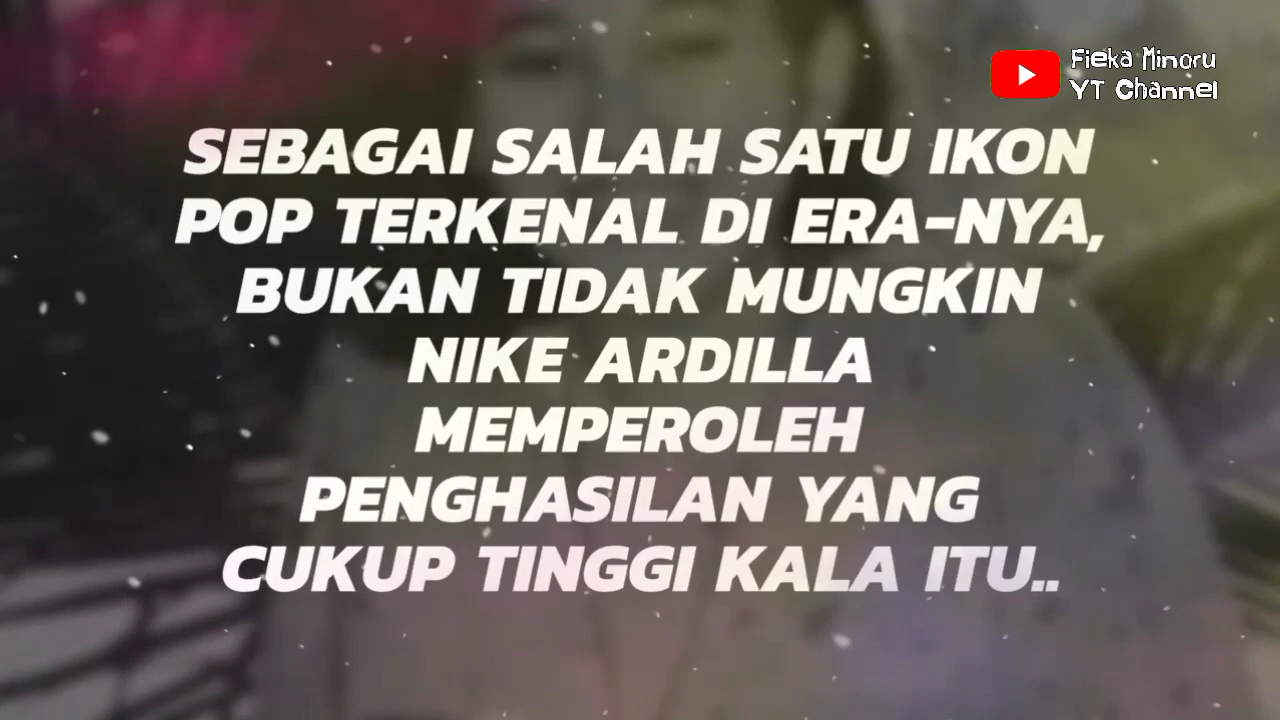 Fieka Minoru
YT Channel
SEBAGAI SALAH SATU IKON
POP TERKENAL DI ERA-NYA,
BUKAN TIDAK MUNGKIN
NIKE ARDILLA
MEMPEROLEH
PENGHASILAN YANG
CUKUP TINGGI KALA ITU..